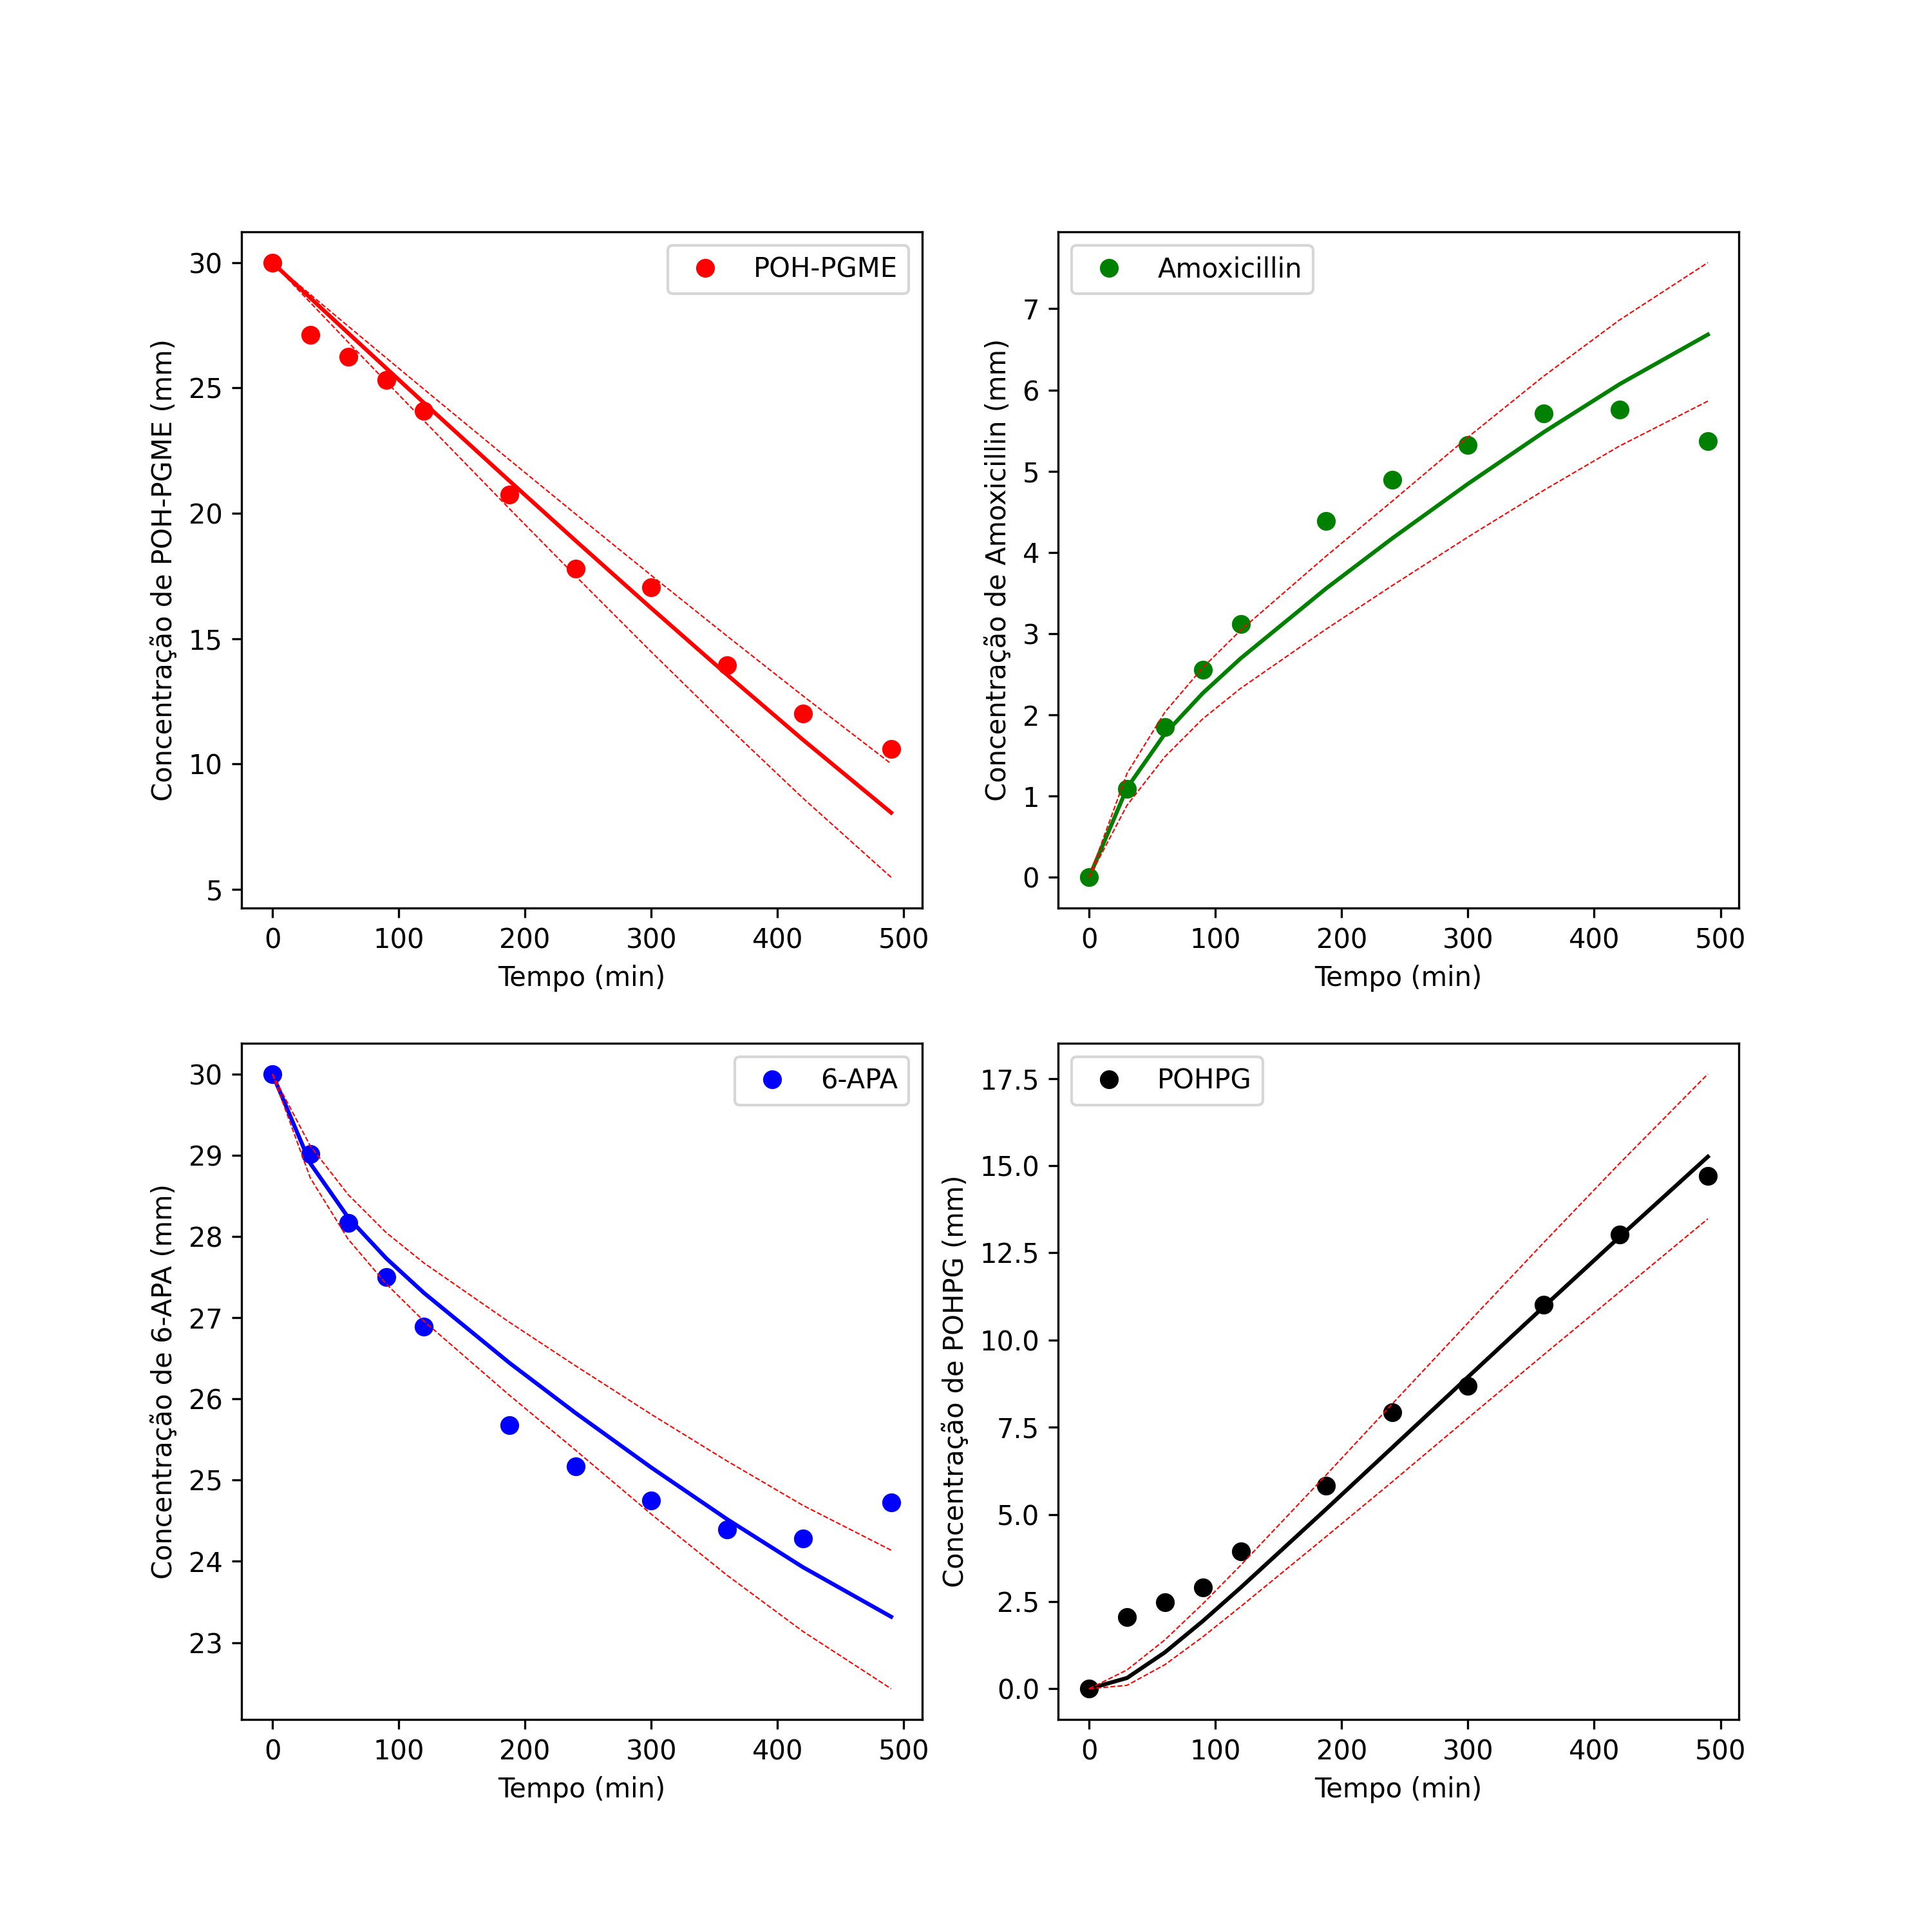 POH-PGME
Concentração de POH-PGME (mm)
30
25
20
15
10
5
0 100 200 300 400 500
Tempo (min)
Amoxicillin
Concentração de Amoxicillin (mm)
7
6
5
4
3
2
1
0
0 100 200 300 400 500
Tempo (min)
6-APA
Concentração de 6-APA (mm)
30
29
28
27
26
25
24
23
0 100 200 300 400 500
Tempo (min)
POHPG
Concentração de POHPG (mm)
17.5
15.0
12.5
10.0
7.5
5.0
2.5
0.0
0 100 200 300 400 500
Tempo (min)